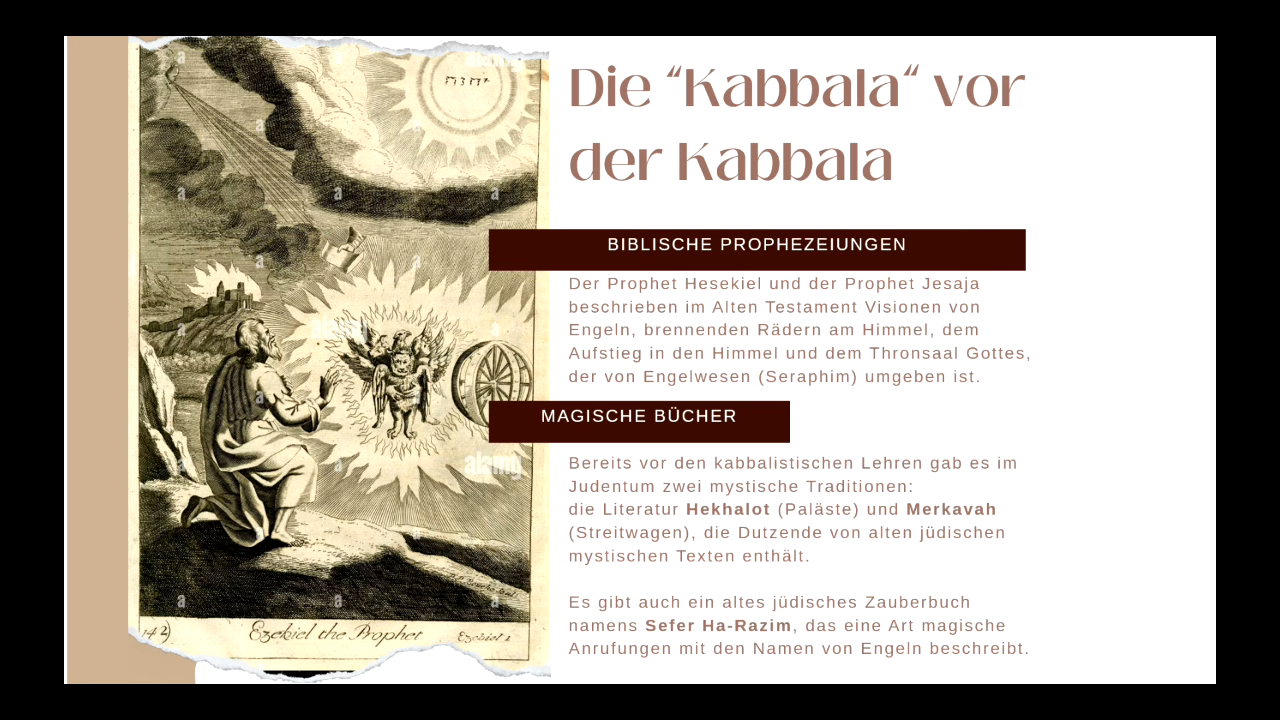 Die “Kabbala“ vor
der Kabbala
BIBLISCHE PROPHEZEIUNGEN
Der Prophet Hesekiel und der Prophet Jesaja
beschrieben im Alten Testament Visionen von
Engeln, brennenden Rädern am Himmel, dem
Aufstieg in den Himmel und dem Thronsaal Gottes,
der von Engelwesen (Seraphim) umgeben ist.
MAGISCHE BÜCHER
Bereits vor den kabbalistischen Lehren gab es im
Judentum zwei mystische Traditionen:
die Literatur Hekhalot (Paläste) und Merkavah
(Streitwagen), die Dutzende von alten jüdischen
mystischen Texten enthält.
Es gibt auch ein altes jüdisches Zauberbuch
namens Sefer Ha-Razim, das eine Art magische
Anrufungen mit den Namen von Engeln beschreibt.
142) Ezekiel the Prophet Ezekiel 1
alamy